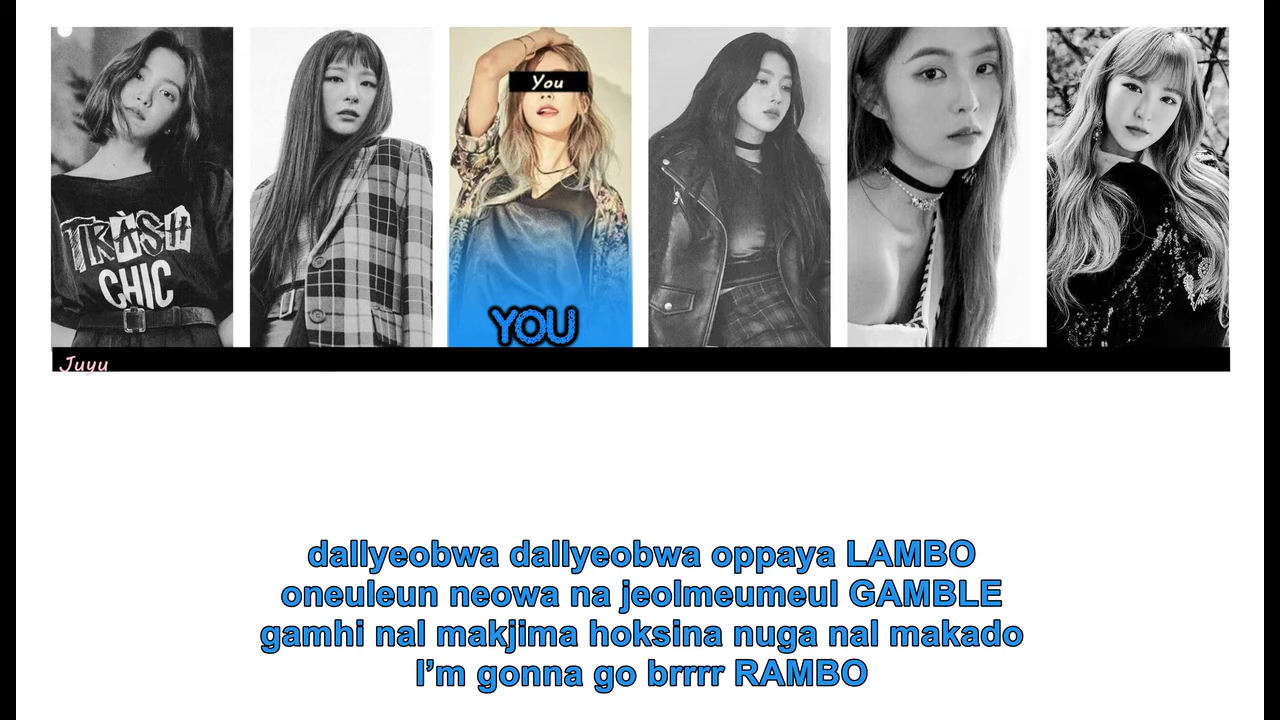 TRÀSH
CHIC
You
YOU
Juyu
dallyeobwa dallyeobwa oppaya LAMBO
oneuleun neowa na jeolmeumeul GAMBLE
gamhi nal makjima hoksina nuga nal makado
I’m gonna go brrrr RAMBO